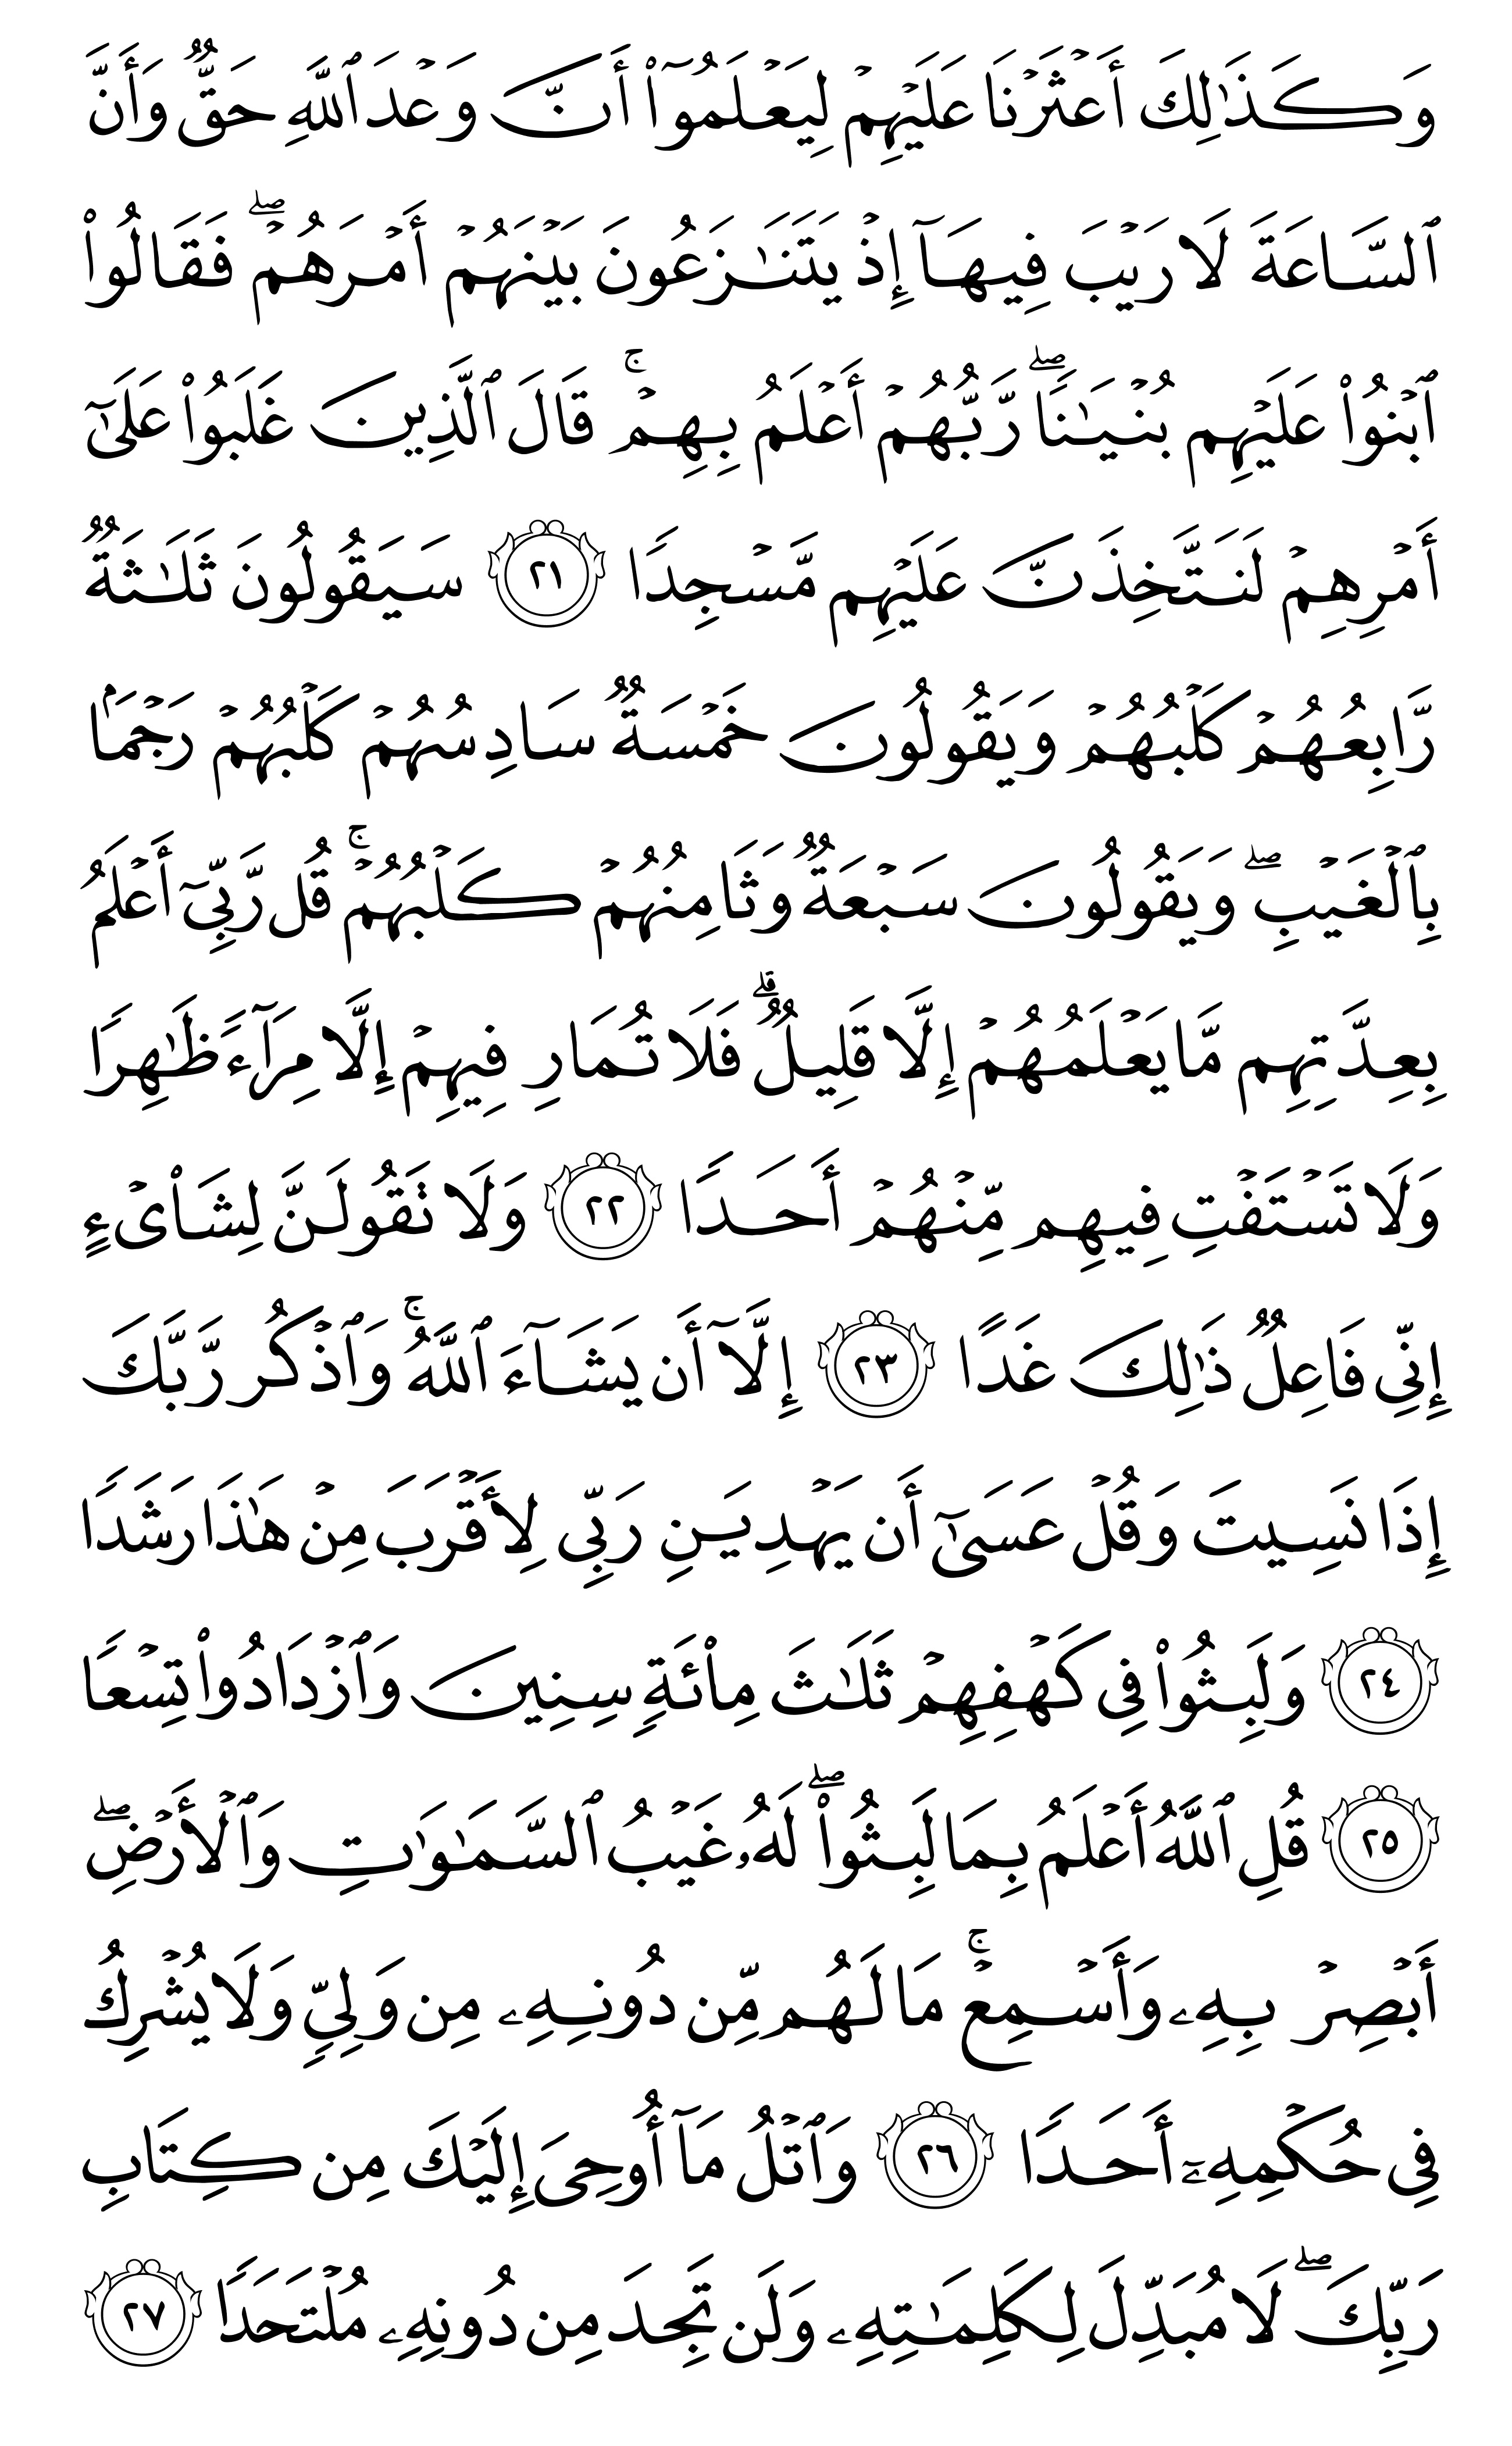 وَكَذَٰلِكَ أَعْثَرْنَا عَلَيْهِمْ لِيَعْلَمُوٓا۟ أَنَّ وَعْدَ ٱللَّهِ حَقٌّ وَأَنَّ
ٱلسَّاعَةَ لَا رَيْبَ فِيهَآ إِذْ يَتَنَٰزَعُونَ بَيْنَهُمْ أَمْرَهُمْ ۖ فَقَالُوا۟
ٱبْنُوا۟ عَلَيْهِم بُنْيَٰنًا ۖ رَّبُّهُمْ أَعْلَمُ بِهِمْ ۚ قَالَ ٱلَّذِينَ غَلَبُوا۟ عَلَىٰٓ
أَمْرِهِمْ لَنَتَّخِذَنَّ عَلَيْهِم مَّسْجِدًا ٢١ سَيَقُولُونَ ثَلَٰثَةٌ
رَّابِعُهُمْ كَلْبُهُمْ وَيَقُولُونَ خَمْسَةٌ سَادِسُهُمْ كَلْبُهُمْ رَجْمًۢا
بِٱلْغَيْبِ ۖ وَيَقُولُونَ سَبْعَةٌ وَثَامِنُهُمْ كَلْبُهُمْ ۚ قُل رَّبِّىٓ أَعْلَمُ
بِعِدَّتِهِم مَّا يَعْلَمُهُمْ إِلَّا قَلِيلٌ ۗ فَلَا تُمَارِ فِيهِمْ إِلَّا مِرَآءً ظَٰهِرًا
وَلَا تَسْتَفْتِ فِيهِم مِّنْهُمْ أَحَدًا ٢٢ وَلَا تَقُولَنَّ لِشَا۟ىْءٍ
إِنِّى فَاعِلٌ ذَٰلِكَ غَدًا ٢٣ إِلَّآ أَن يَشَآءَ ٱللَّهُ ۚ وَٱذْكُر رَّبَّكَ
إِذَا نَسِيتَ وَقُلْ عَسَىٰٓ أَن يَهْدِيَنِ رَبِّى لِأَقْرَبَ مِنْ هَٰذَا رَشَدًا
٢٤ وَلَبِثُوا۟ فِى كَهْفِهِمْ ثَلَٰثَ مِا۟ئَةٍ سِنِينَ وَٱزْدَادُوا۟ تِسْعًا
٢٥ قُلِ ٱللَّهُ أَعْلَمُ بِمَا لَبِثُوا۟ ۖ لَهُۥ غَيْبُ ٱلسَّمَٰوَٰتِ وَٱلْأَرْضِ ۖ
أَبْصِرْ بِهِۦ وَأَسْمِعْ ۚ مَا لَهُم مِّن دُونِهِۦ مِن وَلِىٍّ وَلَا يُشْرِكُ
فِى حُكْمِهِۦٓ أَحَدًا ٢٦ وَٱتْلُ مَآ أُوحِىَ إِلَيْكَ مِن كِتَابِ
رَبِّكَ ۖ لَا مُبَدِّلَ لِكَلِمَٰتِهِۦ وَلَن تَجِدَ مِن دُونِهِۦ مُلْتَحَدًا ٢٧